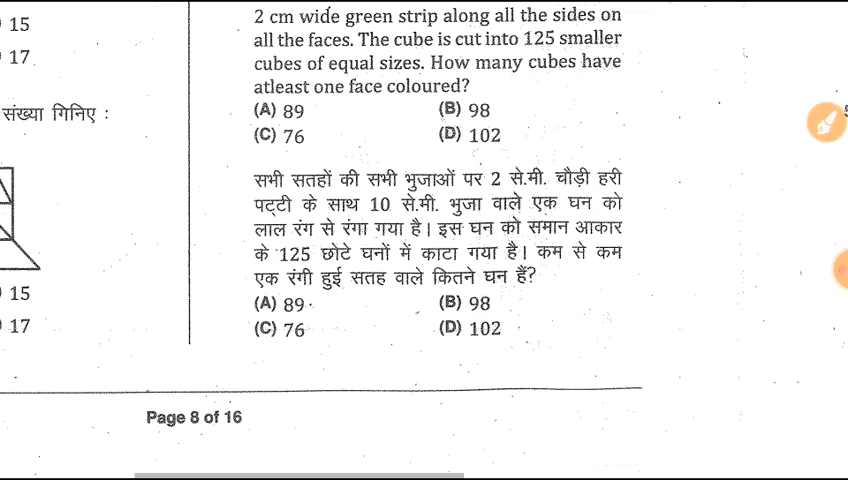 15
17
संख्या गिनिए :
15
17
2 cm wide green strip along all the sides on
all the faces. The cube is cut into 125 smaller
cubes of equal sizes. How many cubes have
atleast one face coloured?
(A) 89 (B) 98
(C) 76 (D) 102
सभी सतहों की सभी भुजाओं पर 2 से.मी. चौड़ी हरी
पट्टी के साथ 10 से.मी. भुजा वाले एक घन को
लाल रंग से रंगा गया है। इस घन को समान आकार
के 125 छोटे घनों में काटा गया है। कम से कम
एक रंगी हुई सतह वाले कितने घन हैं?
(A) 89 (B) 98
(C) 76 (D) 102
Page 8 of 16